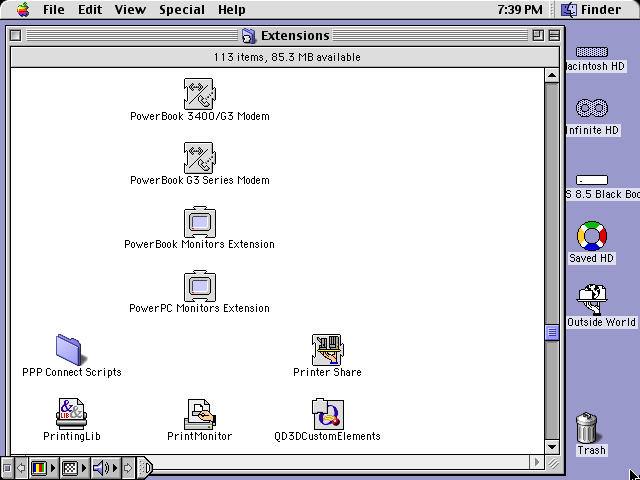 File Edit View Special Help 7:39 PM Finder
Extensions
113 items, 85.3 MB available
PowerBook 3400/G3 Modem
PowerBook G3 Series Modem
PowerBook Monitors Extension
PowerPC Monitors Extension
PPP Connect Scripts
Printer Share
PrintingLib
PrintMonitor
QD3DCustomElements
acintosh HD
nfinite HD
S 8.5 Black Bo
Saved HD
Outside World
Trash